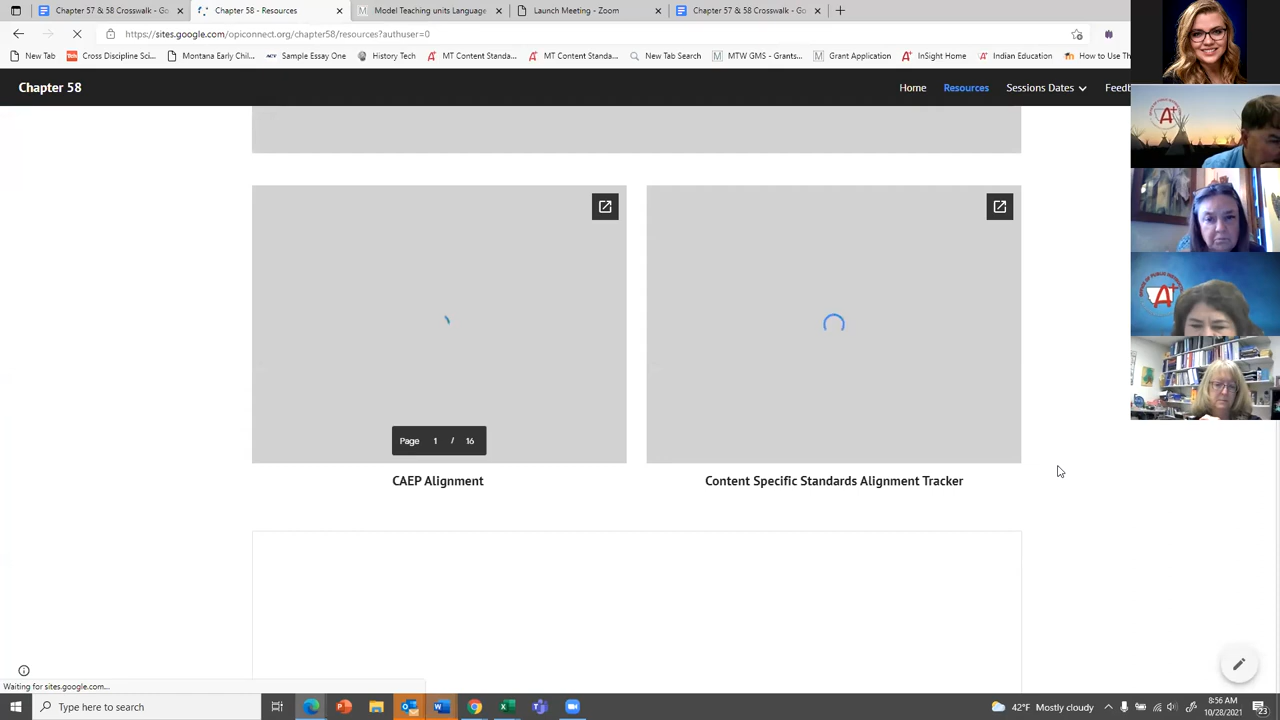 Chapter 57 & 58 Crosswalk - Go
Chapter 58 - Resources
Model Teaching units Language
Launch Meeting - Zoom
Chapter 57 & 58 Crosswalk - Go
https://sites.google.com/opiconnect.org/chapter58/resources?authuser=0
New Tab
Cross Discipline Sci...
Montana Early Chil...
Sample Essay One
History Tech
MT Content Standa...
MT Content Standa...
New Tab Search
MTW GMS - Grants...
Grant Application
InSight Home
Indian Education
How to Use Th
Chapter 58
Home
Resources
Sessions Dates
Feedb
Page 1 / 16
CAEP Alignment
Content Specific Standards Alignment Tracker
Waiting for sites.google.com...
Type here to search
42°F Mostly cloudy
8:56 AM
10/28/2021
23